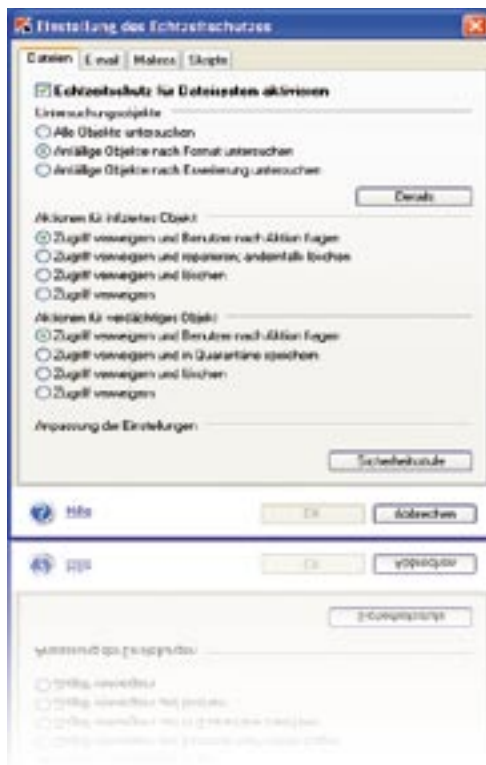 Einstellung des Echtzeitschutzes
Dateien E-mail Makros Skripte
Echtzeitschutz für Dateisystem aktivieren
Untersuchungsobjekte
Alle Objekte untersuchen
Anfällige Objekte nach Format untersuchen
Anfällige Objekte nach Erweiterung untersuchen
Details
Aktionen für infiziertes Objekt
Zugriff verweigern und Benutzer nach Aktion fragen
Zugriff verweigern und reparieren; andernfalls löschen
Zugriff verweigern und löschen
Zugriff verweigern
Aktionen für verdächtiges Objekt
Zugriff verweigern und Benutzer nach Aktion fragen
Zugriff verweigern und in Quarantäne speichern
Zugriff verweigern und löschen
Zugriff verweigern
Anpassung der Einstellungen
Sicherheitsstufe
Hilfe OK Abbrechen